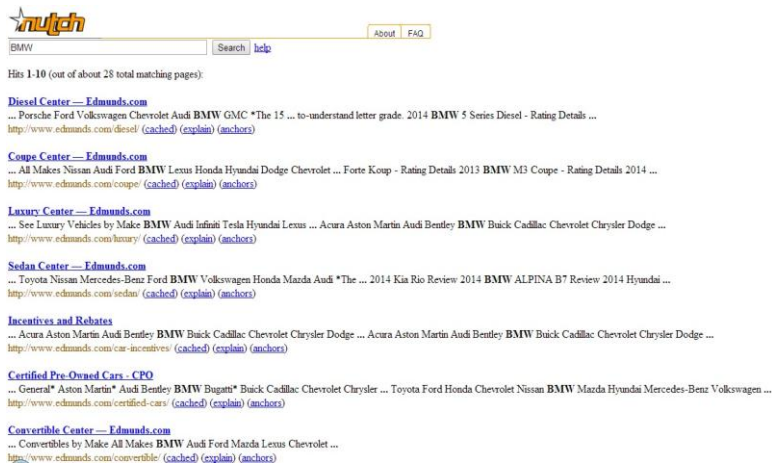 nutch
About FAQ
BMW Search help
Hits 1-10 (out of about 28 total matching pages):
Diesel Center — Edmunds.com
... Porsche Ford Volkswagen Chevrolet Audi BMW GMC *The 15 ... to-understand letter grade. 2014 BMW 5 Series Diesel - Rating Details ...
http://www.edmunds.com/diesel/ (cached) (explain) (anchors)
Coupe Center — Edmunds.com
... All Makes Nissan Audi Ford BMW Lexus Honda Hyundai Dodge Chevrolet ... Forte Koup - Rating Details 2013 BMW M3 Coupe - Rating Details 2014 ...
http://www.edmunds.com/coupe/ (cached) (explain) (anchors)
Luxury Center — Edmunds.com
... See Luxury Vehicles by Make BMW Audi Infiniti Tesla Hyundai Lexus ... Acura Aston Martin Audi Bentley BMW Buick Cadillac Chevrolet Chrysler Dodge ...
http://www.edmunds.com/luxury/ (cached) (explain) (anchors)
Sedan Center — Edmunds.com
... Toyota Nissan Mercedes-Benz Ford BMW Volkswagen Honda Mazda Audi *The ... 2014 Kia Rio Review 2014 BMW ALPINA B7 Review 2014 Hyundai ...
http://www.edmunds.com/sedan/ (cached) (explain) (anchors)
Incentives and Rebates
... Acura Aston Martin Audi Bentley BMW Buick Cadillac Chevrolet Chrysler Dodge ... Acura Aston Martin Audi Bentley BMW Buick Cadillac Chevrolet Chrysler Dodge ...
http://www.edmunds.com/car-incentives/ (cached) (explain) (anchors)
Certified Pre-Owned Cars - CPO
... General* Aston Martin* Audi Bentley BMW Bugatti* Buick Cadillac Chevrolet Chrysler ... Toyota Ford Honda Chevrolet Nissan BMW Mazda Hyundai Mercedes-Benz Volkswagen ...
http://www.edmunds.com/certified-cars/ (cached) (explain) (anchors)
Convertible Center — Edmunds.com
... Convertibles by Make All Makes BMW Audi Ford Mazda Lexus Chevrolet ...
http://www.edmunds.com/convertible/ (cached) (explain) (anchors)